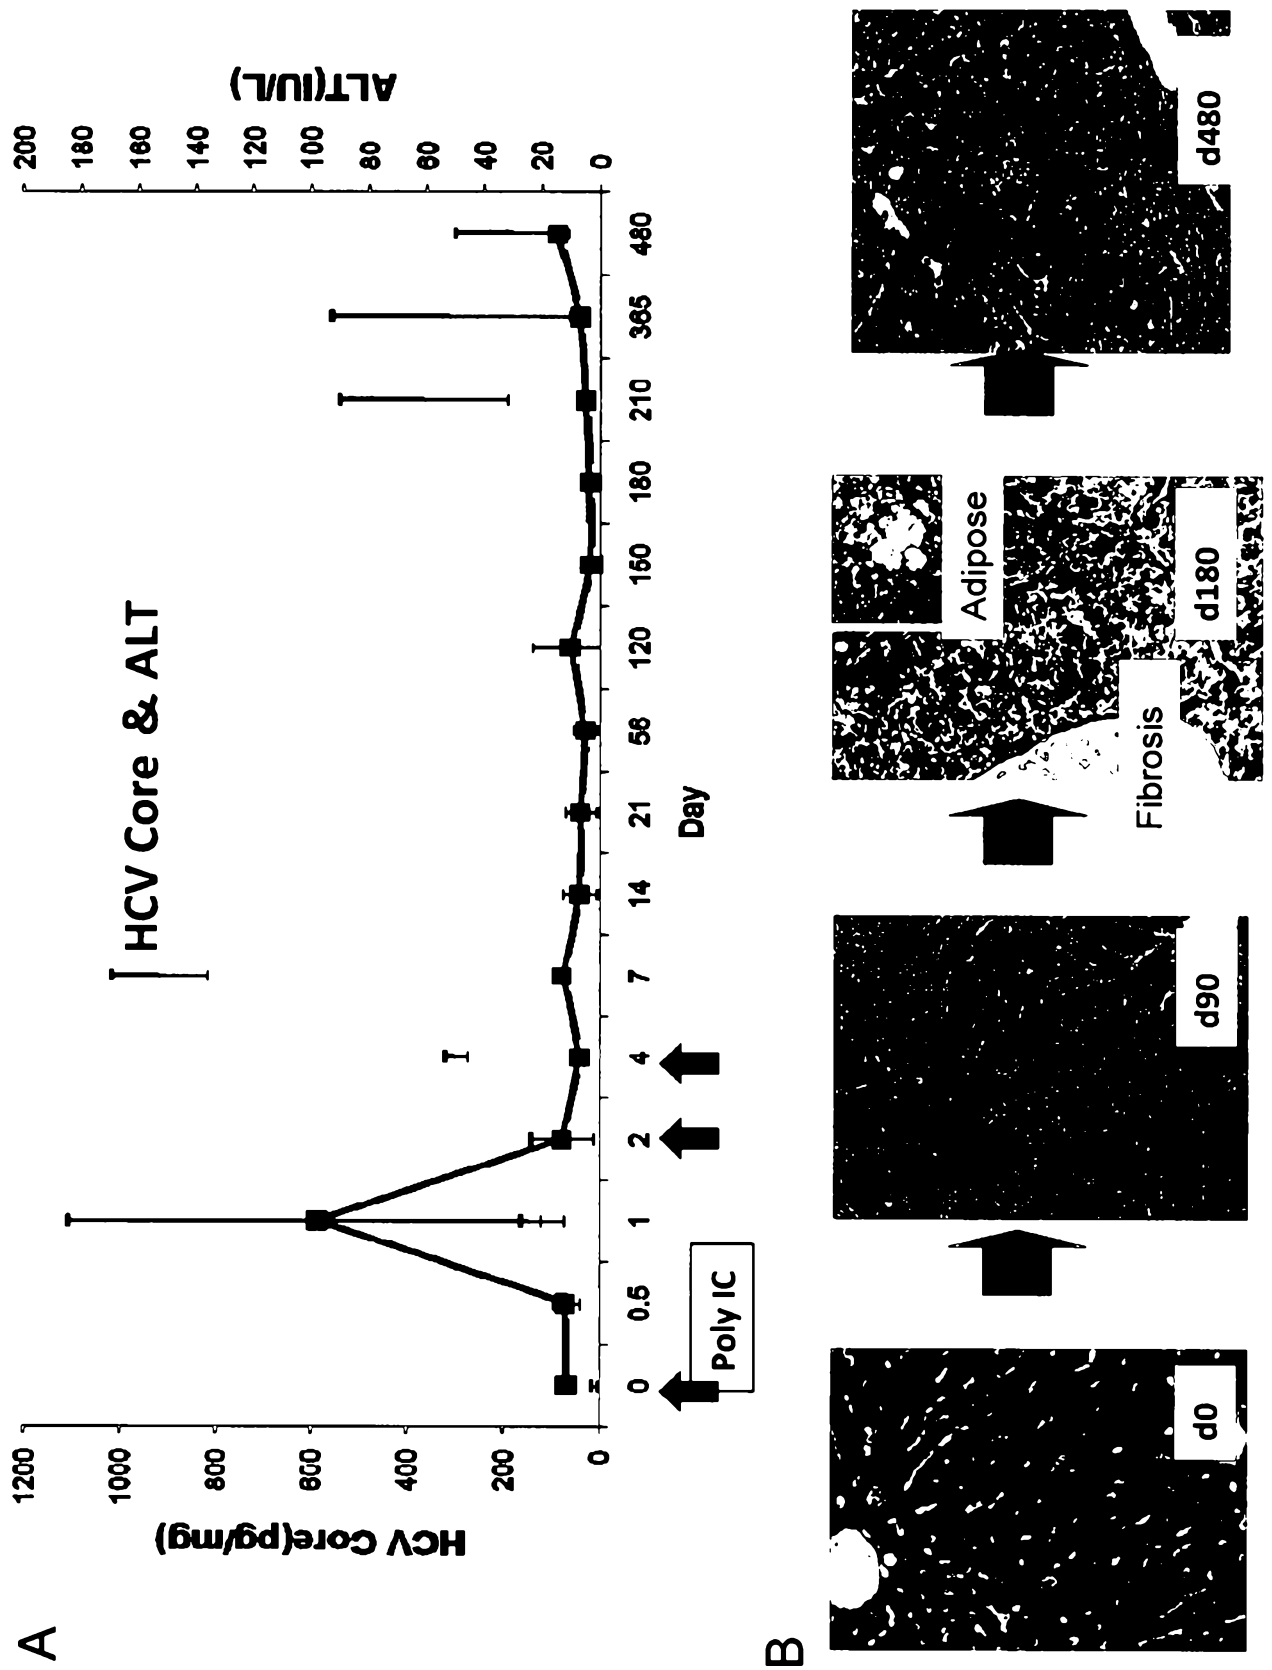 A
HCV Core & ALT
HCV Core(pg/mg)
1200
1000
800
600
400
200
0
ALT(IU/L)
200
180
160
140
120
100
80
60
40
20
0
0 0.5 1 2 4 7 14 21 56 120 150 180 210 365 480
Day
Poly IC
B
d0
d90
Fibrosis
Adipose
d180
d480